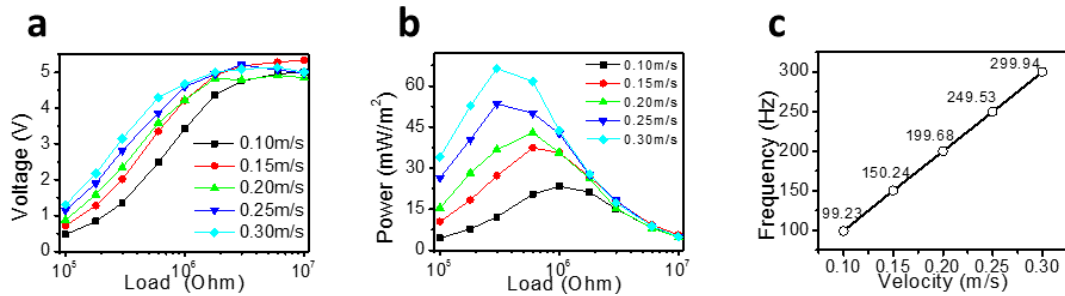 a
Voltage (V)
6
5
4
3
2
1
0
0.10m/s
0.15m/s
0.20m/s
0.25m/s
0.30m/s
10^5
10^6
10^7
Load (Ohm)
b
Power (mW/m^2)
60
45
30
15
0
0.10m/s
0.15m/s
0.20m/s
0.25m/s
0.30m/s
10^5
10^6
10^7
Load (Ohm)
c
Frequency (Hz)
300
250
200
150
100
299.94
249.53
199.68
150.24
99.23
0.10 0.15 0.20 0.25 0.30
Velocity (m/s)